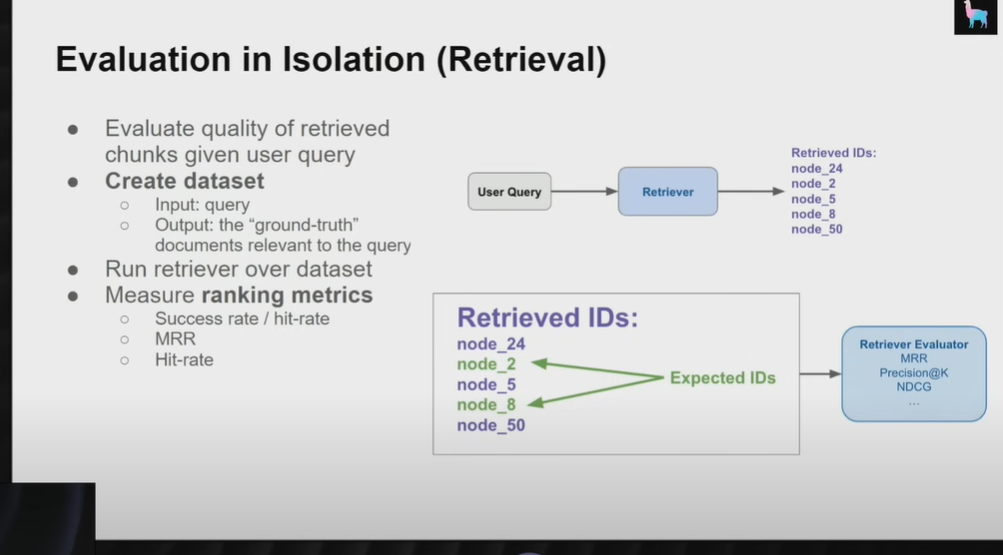 Evaluation in Isolation (Retrieval)
● Evaluate quality of retrieved
chunks given user query
● Create dataset
○ Input: query
○ Output: the “ground-truth”
documents relevant to the query
● Run retriever over dataset
● Measure ranking metrics
○ Success rate / hit-rate
○ MRR
○ Hit-rate
User Query
Retriever
Retrieved IDs:
node_24
node_2
node_5
node_8
node_50
Retrieved IDs:
node_24
node_2
node_5
node_8
node_50
Expected IDs
Retriever Evaluator
MRR
Precision@K
NDCG
...